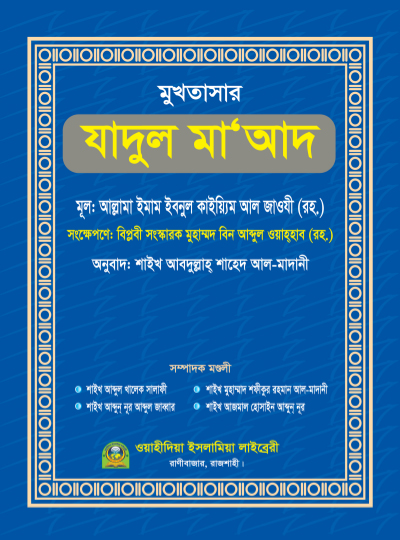 মুখতাসার
যাদুল মা‘আদ
মূল: আল্লামা ইমাম ইবনুল কাইয়্যিম আল জাওযী (রহ.)
সংক্ষেপণে: বিপ্লবী সংস্কারক মুহাম্মদ বিন আব্দুল ওয়াহ্হাব (রহ.)
অনুবাদ: শাইখ আবদুল্লাহ্ শাহেদ আল-মাদানী
সম্পাদক মণ্ডলী
শাইখ আব্দুল খালেক সালাফী
শাইখ মুহাম্মাদ শফীকুর রহমান আল-মাদানী
শাইখ আব্দুন্ নূর আব্দুল জাব্বার
শাইখ আজমাল হোসাইন আব্দুন্ নূর
ওয়াহীদিয়া ইসলামিয়া লাইব্রেরী
রাণীবাজার, রাজশাহী।